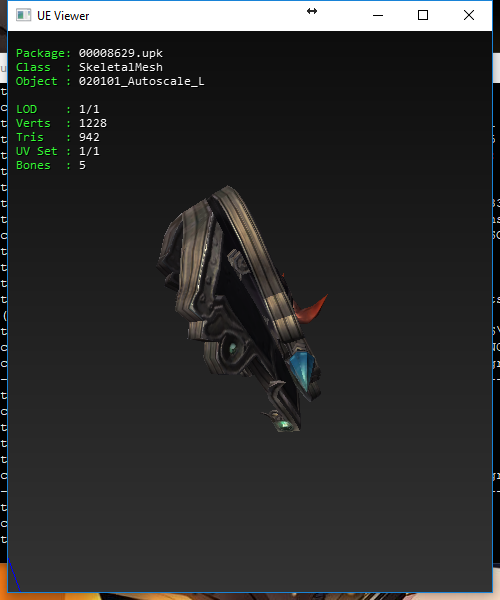 UE Viewer
Package: 00008629.upk
Class : SkeletalMesh
Object : 020101_Autoscale_L
LOD : 1/1
Verts : 1228
Tris : 942
UV Set : 1/1
Bones : 5